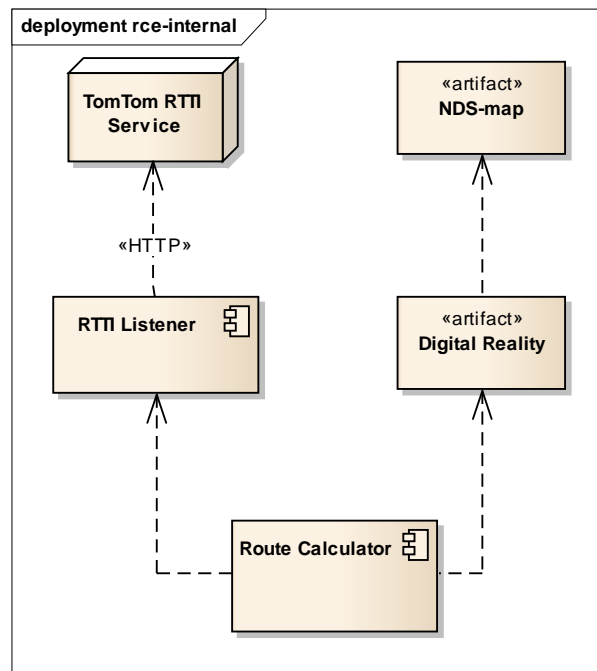 deployment rce-internal
TomTom RTTI
Service
«artifact»
NDS-map
«HTTP»
RTTI Listener
«artifact»
Digital Reality
Route Calculator